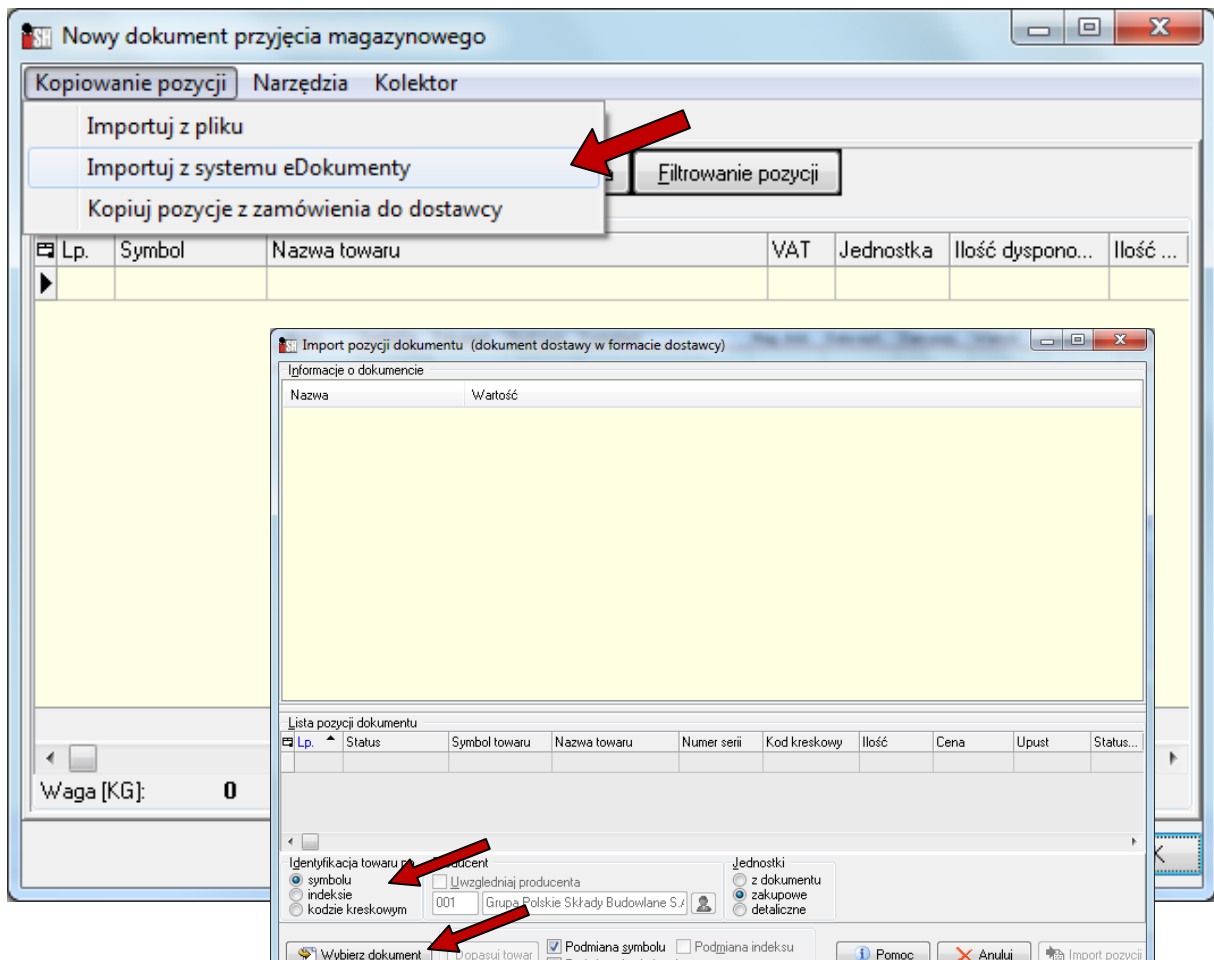 Nowy dokument przyjęcia magazynowego
Kopiowanie pozycji Narzędzia Kolektor
Importuj z pliku
Importuj z systemu eDokumenty
Kopiuj pozycje z zamówienia do dostawcy
Filtrowanie pozycji
Lp. Symbol Nazwa towaru VAT Jednostka Ilość dyspono... Ilość ...
Import pozycji dokumentu (dokument dostawy w formacie dostawcy)
Informacje o dokumencie
Nazwa Wartość
Lista pozycji dokumentu
Lp. Status Symbol towaru Nazwa towaru Numer serii Kod kreskowy Ilość Cena Upust Status...
Waga [KG]: 0
Identyfikacja towaru po
symbolu
indeksie
kodzie kreskowym
Producent
Uwzgledniaj producenta
001 Grupa Polskie Składy Budowlane S.A
Jednostki
z dokumentu
zakupowe
detaliczne
K
Wybierz dokument Dopasuj towar Podmiana symbolu Podmiana indeksu Pomoc Anuluj Import pozycji